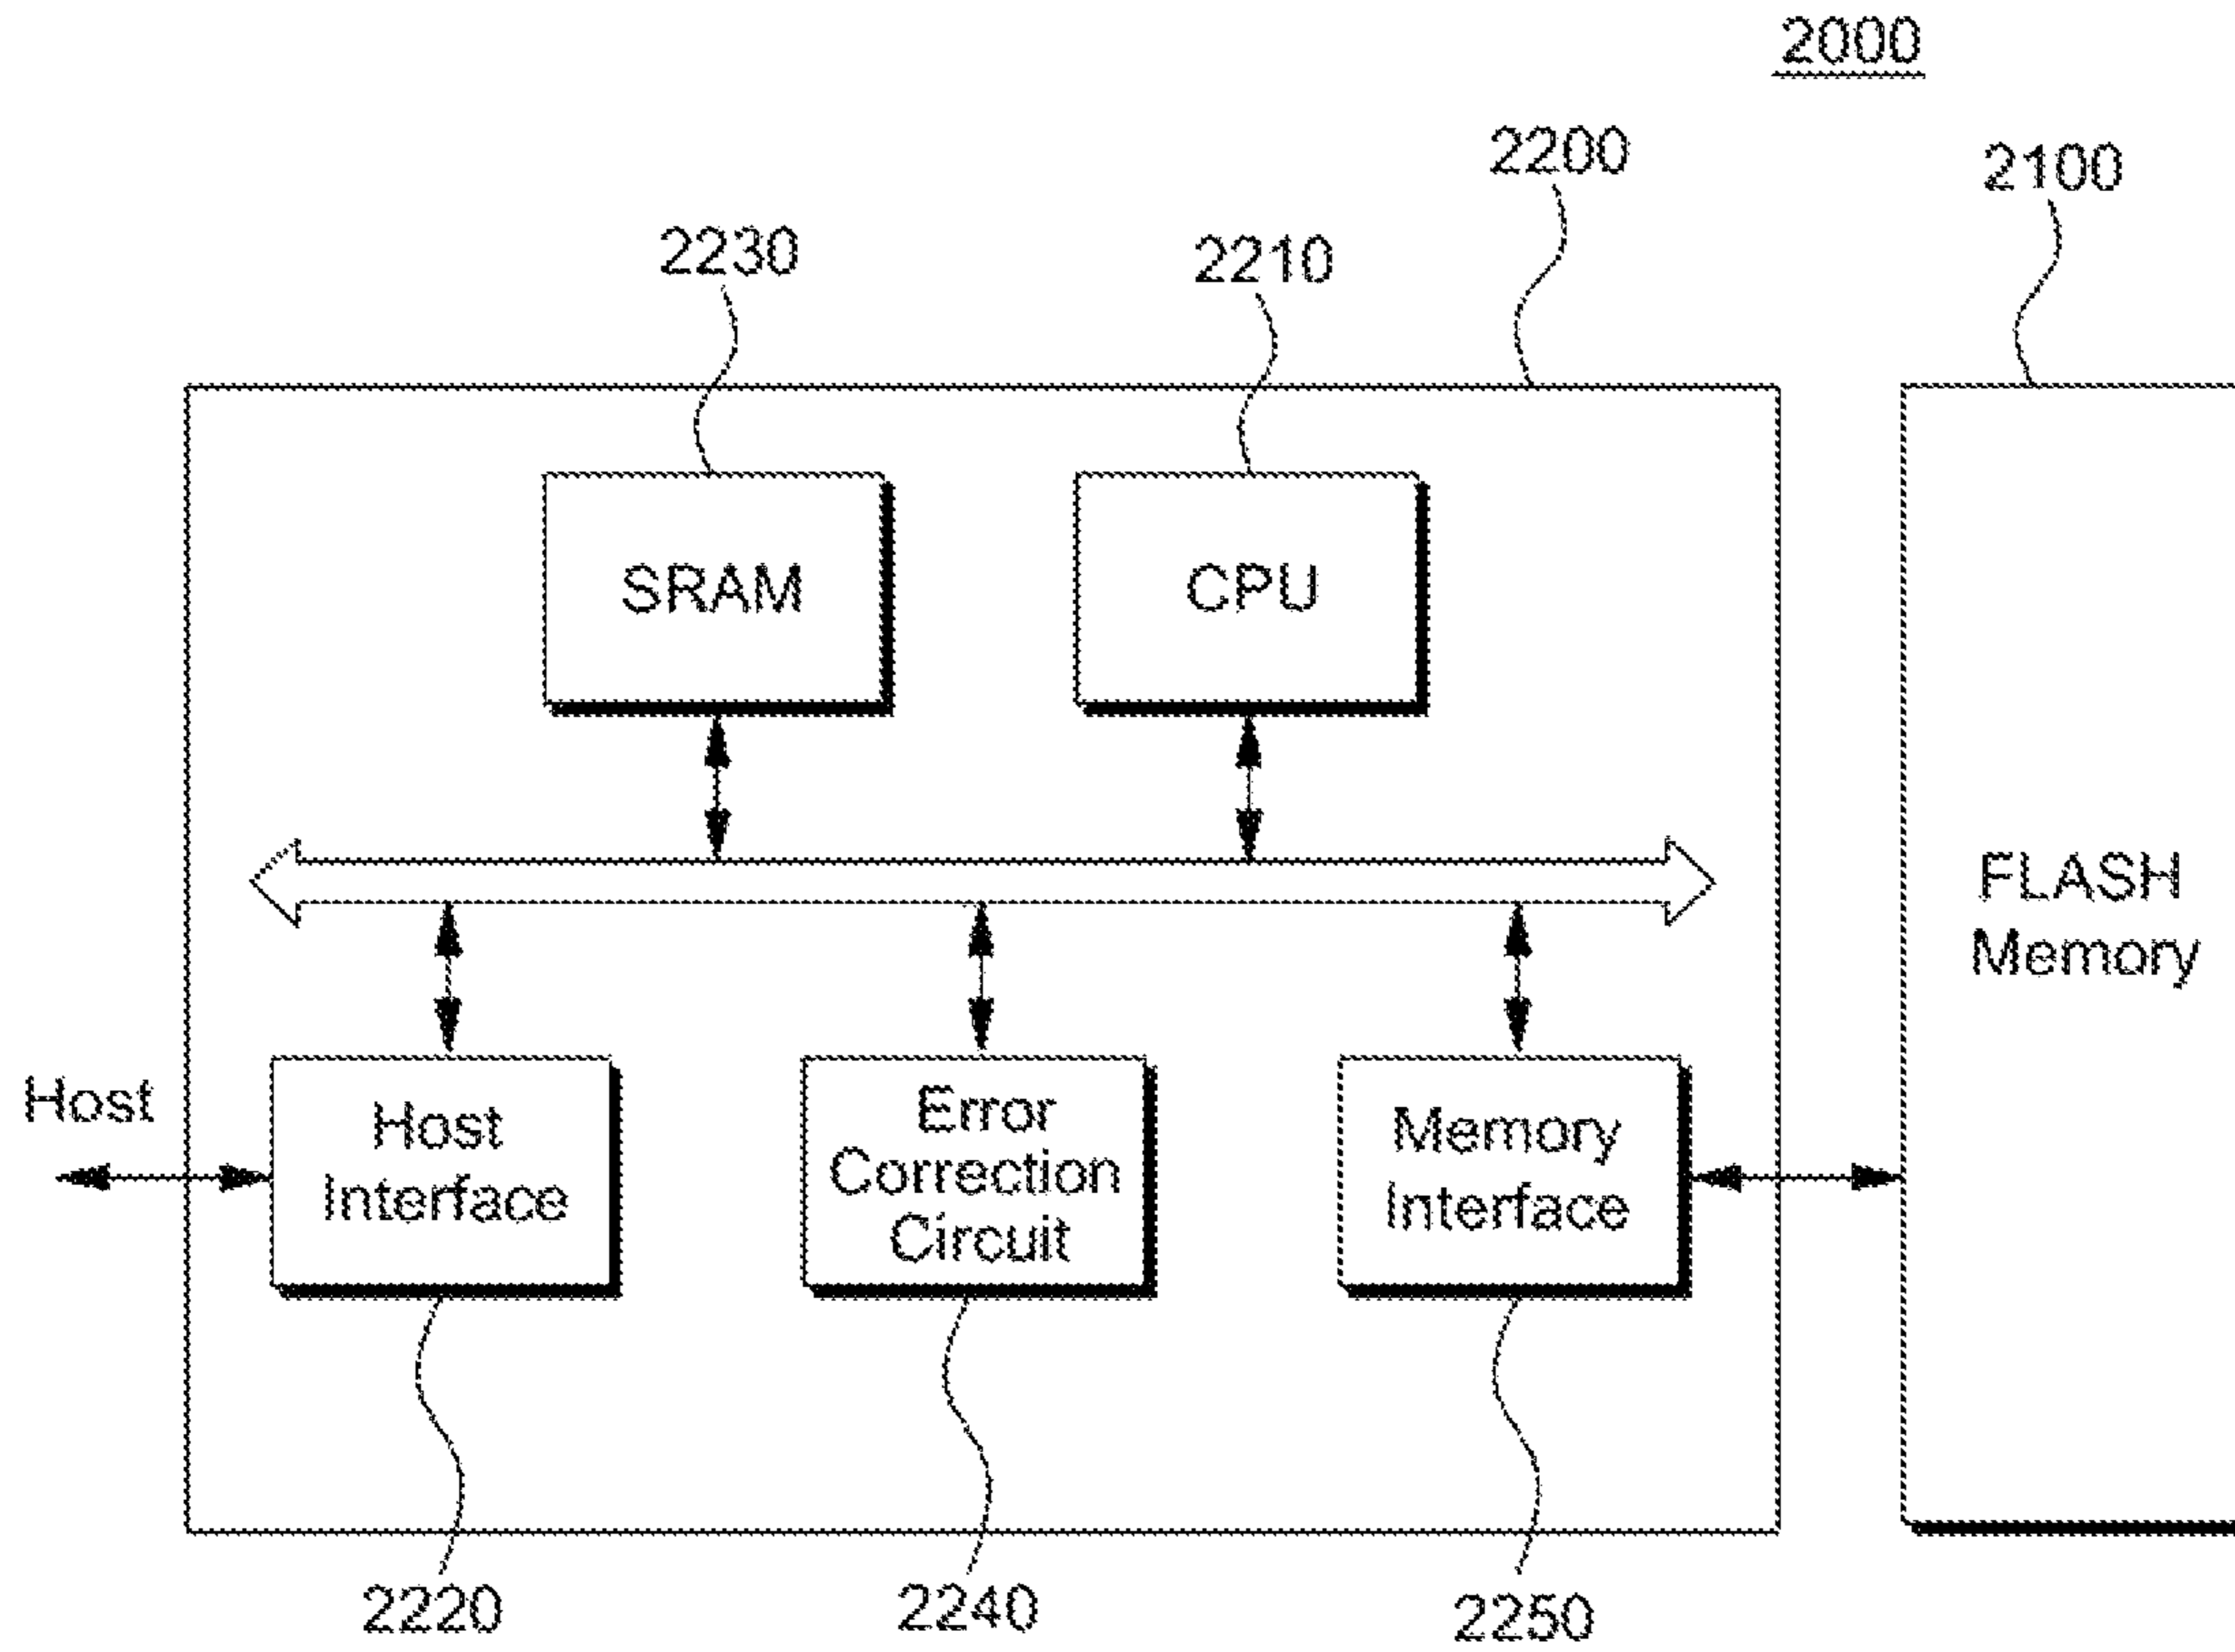 2000
2200
2100
2230
2210
SRAM
CPU
FLASH
Memory
Host
Host
Interface
Error
Correction
Circuit
Memory
Interface
2220
2240
2250